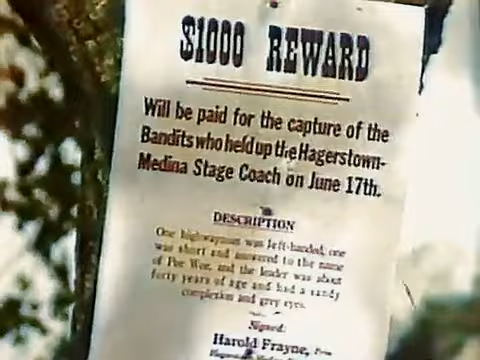 $1000 REWARD
Will be paid for the capture of the
Bandits who held up the Hagerstown-
Medina Stage Coach on June 17th.
DESCRIPTION
One highwayman was left-handed, one
was short and answered to the name
of Pee Wee, and the leader was about
forty years of age and had a sandy
complexion and grey eyes.
Signed:
Harold Frayne,